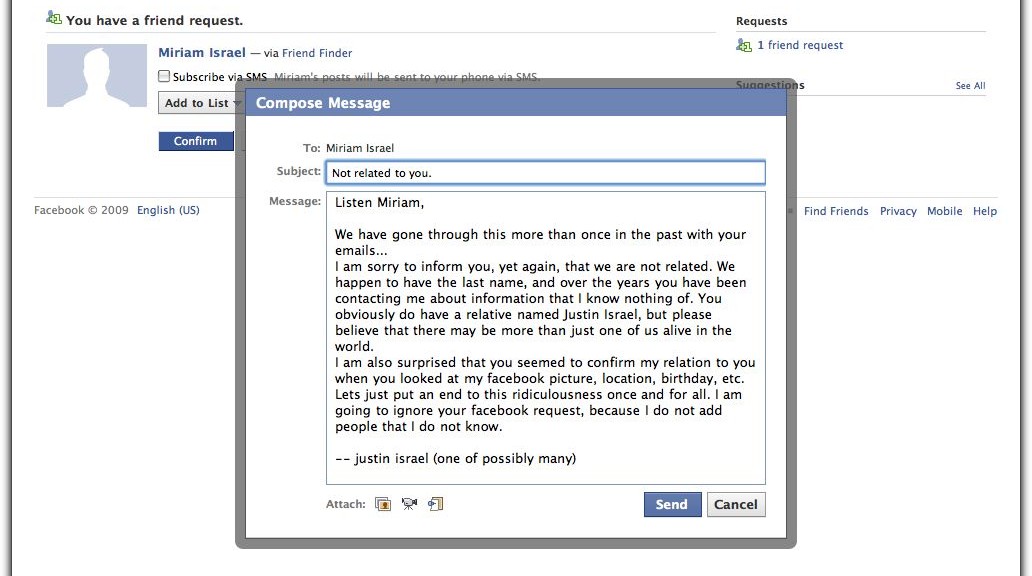 You have a friend request.
Miriam Israel — via Friend Finder
Subscribe via SMS Miriam's posts will be sent to your phone via SMS.
Add to List
Confirm
Requests
1 friend request
Suggestions
See All
Compose Message
To: Miriam Israel
Subject: Not related to you.
Message: Listen Miriam,
We have gone through this more than once in the past with your
emails...
I am sorry to inform you, yet again, that we are not related. We
happen to have the last name, and over the years you have been
contacting me about information that I know nothing of. You
obviously do have a relative named Justin Israel, but please
believe that there may be more than just one of us alive in the
world.
I am also surprised that you seemed to confirm my relation to you
when you looked at my facebook picture, location, birthday, etc.
Lets just put an end to this ridiculousness once and for all. I am
going to ignore your facebook request, because I do not add
people that I do not know.
-- justin israel (one of possibly many)
Attach:
Send Cancel
Facebook © 2009 English (US)
Find Friends Privacy Mobile Help